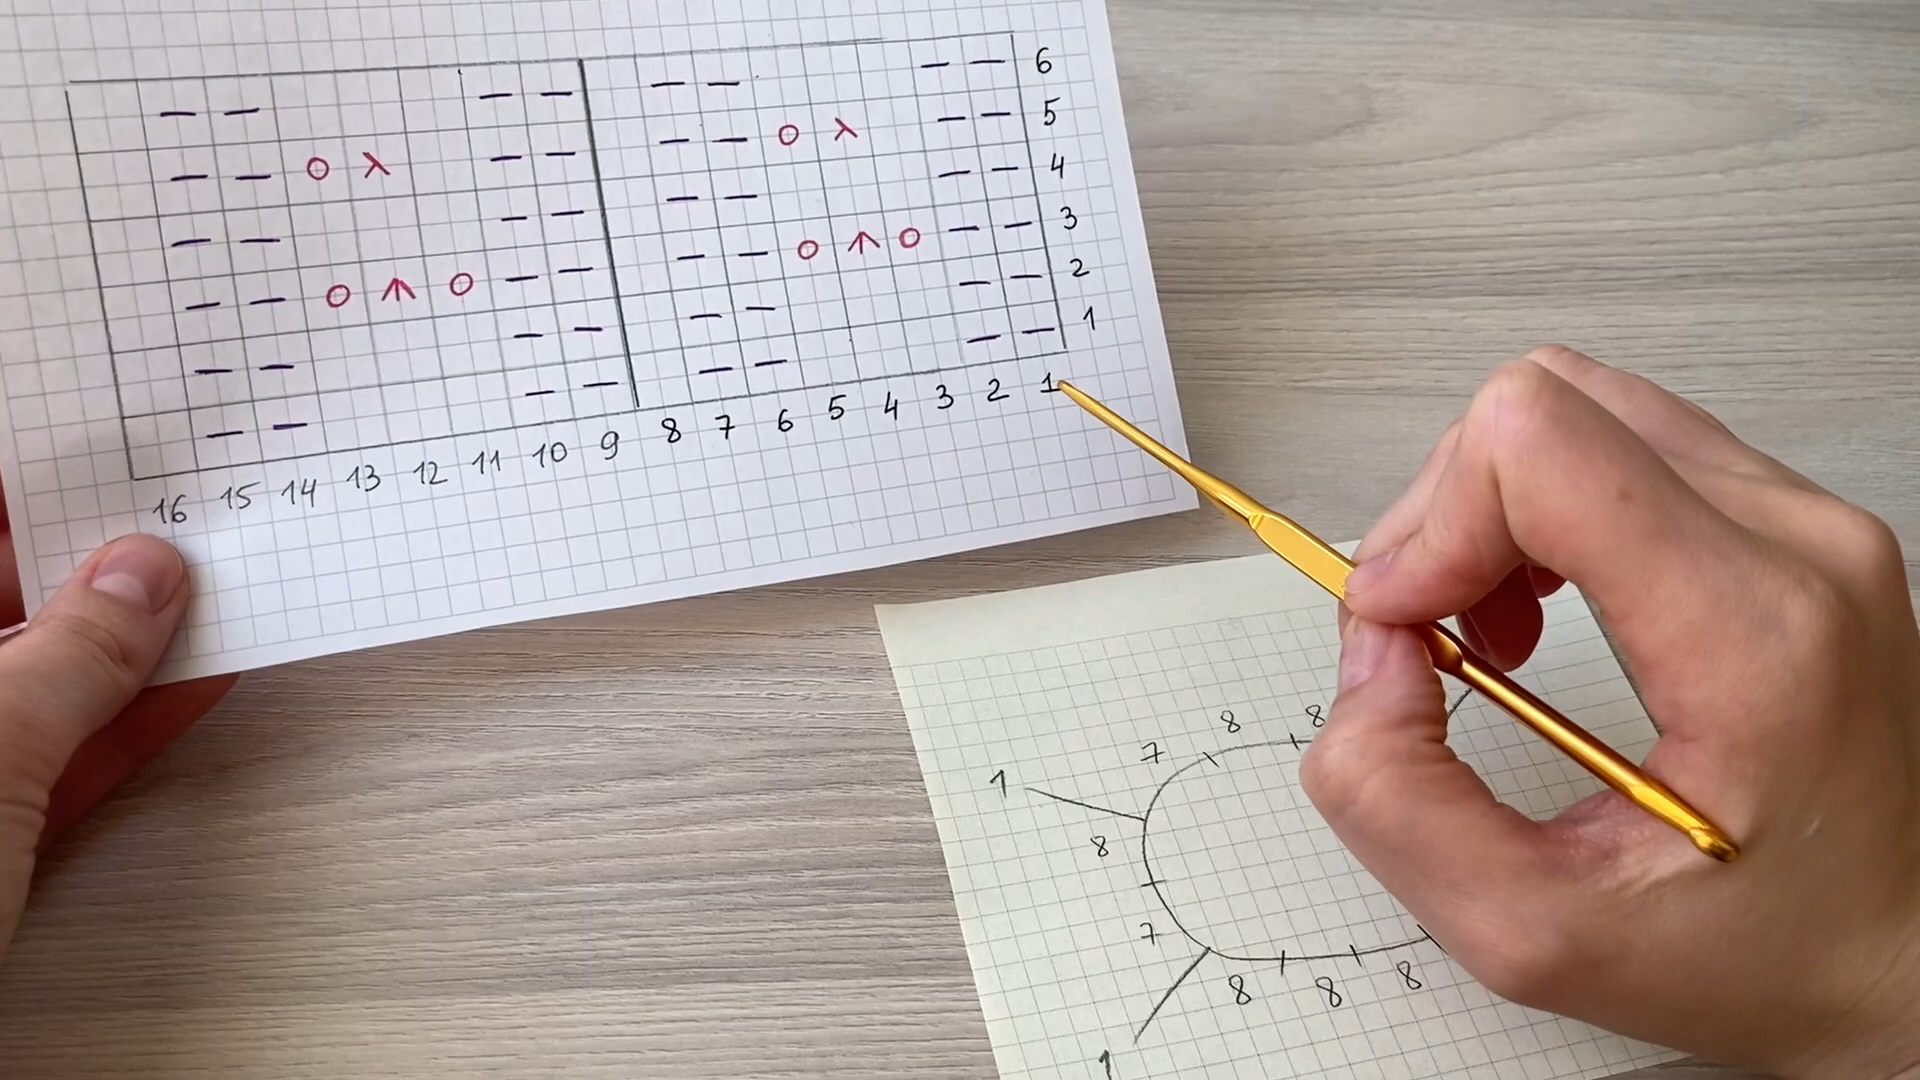 — — — — — — — — 6
— — O λ — — — — O λ — — 5
— — — — — — — — 4
— — O ⩚ O — — — — O ⩚ O — — 3
— — — — — — — — 2
— — — — — — — — 1
16 15 14 13 12 11 10 9 8 7 6 5 4 3 2 1
8 8
7
1
8
7
8 8 8
1